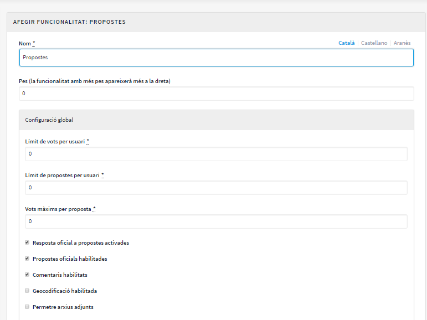 AFEGIR FUNCIONALITAT: PROPOSTES
Nom * Català Castellano Aranès
Propostes
Pes (la funcionalitat amb més pes apareixerà més a la dreta)
0
Configuració global
Límit de vots per usuari *
0
Límit de propostes per usuari *
0
Vots màxims per proposta *
0
Resposta oficial a propostes activades
Propostes oficials habilitades
Comentaris habilitats
Geocodificació habilitada
Permetre arxius adjunts